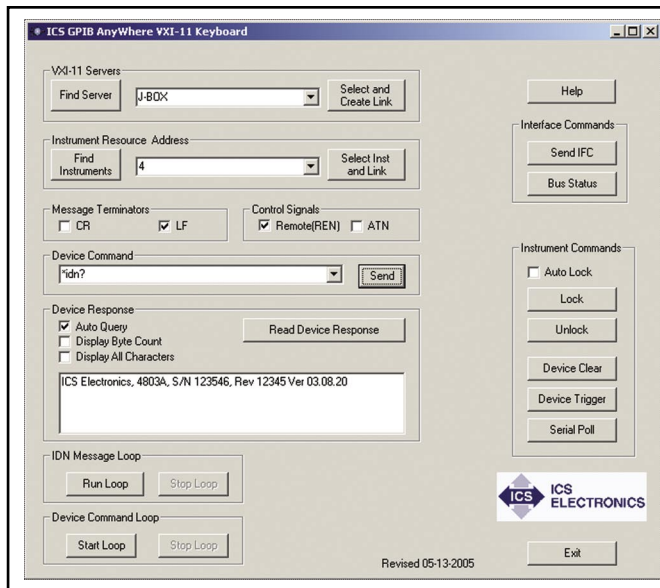 ICS GPIB AnyWhere VXI-11 Keyboard
VXI-11 Servers
Find Server
J-BOX
Select and
Create Link
Help
Instrument Resource Address
Find
Instruments
4
Select Inst
and Link
Interface Commands
Send IFC
Bus Status
Message Terminators
CR
LF
Control Signals
Remote(REN)
ATN
Device Command
*idn?
Send
Instrument Commands
Auto Lock
Lock
Unlock
Device Clear
Device Trigger
Serial Poll
Device Response
Auto Query
Display Byte Count
Display All Characters
Read Device Response
ICS Electronics, 4803A, S/N 123546, Rev 12345 Ver 03.08.20
IDN Message Loop
Run Loop
Stop Loop
Device Command Loop
Start Loop
Stop Loop
Revised 05-13-2005
ICS
ICS
ELECTRONICS
Exit